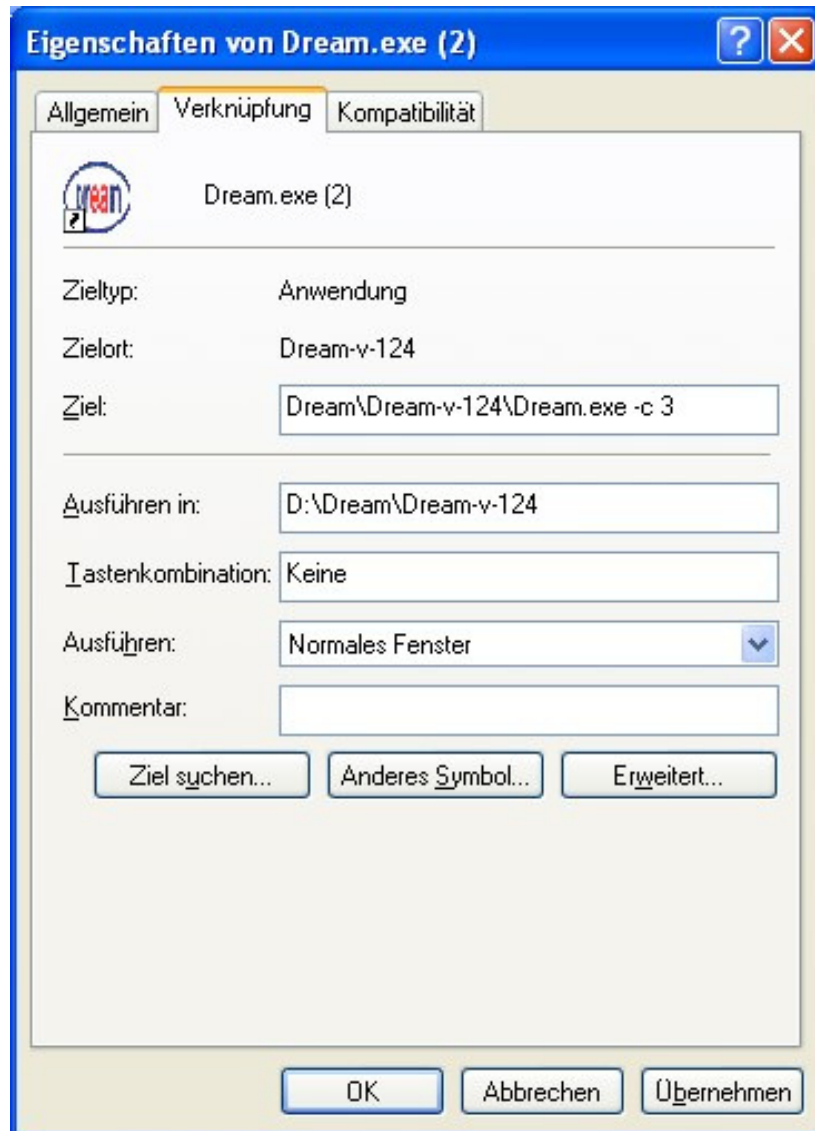 Eigenschaften von Dream.exe (2)
Allgemein Verknüpfung Kompatibilität
Dream.exe (2)
Zieltyp: Anwendung
Zielort: Dream-v-124
Ziel: Dream\Dream-v-124\Dream.exe -c 3
Ausführen in: D:\Dream\Dream-v-124
Tastenkombination: Keine
Ausführen: Normales Fenster
Kommentar:
Ziel suchen... Anderes Symbol... Erweitert...
OK Abbrechen Übernehmen